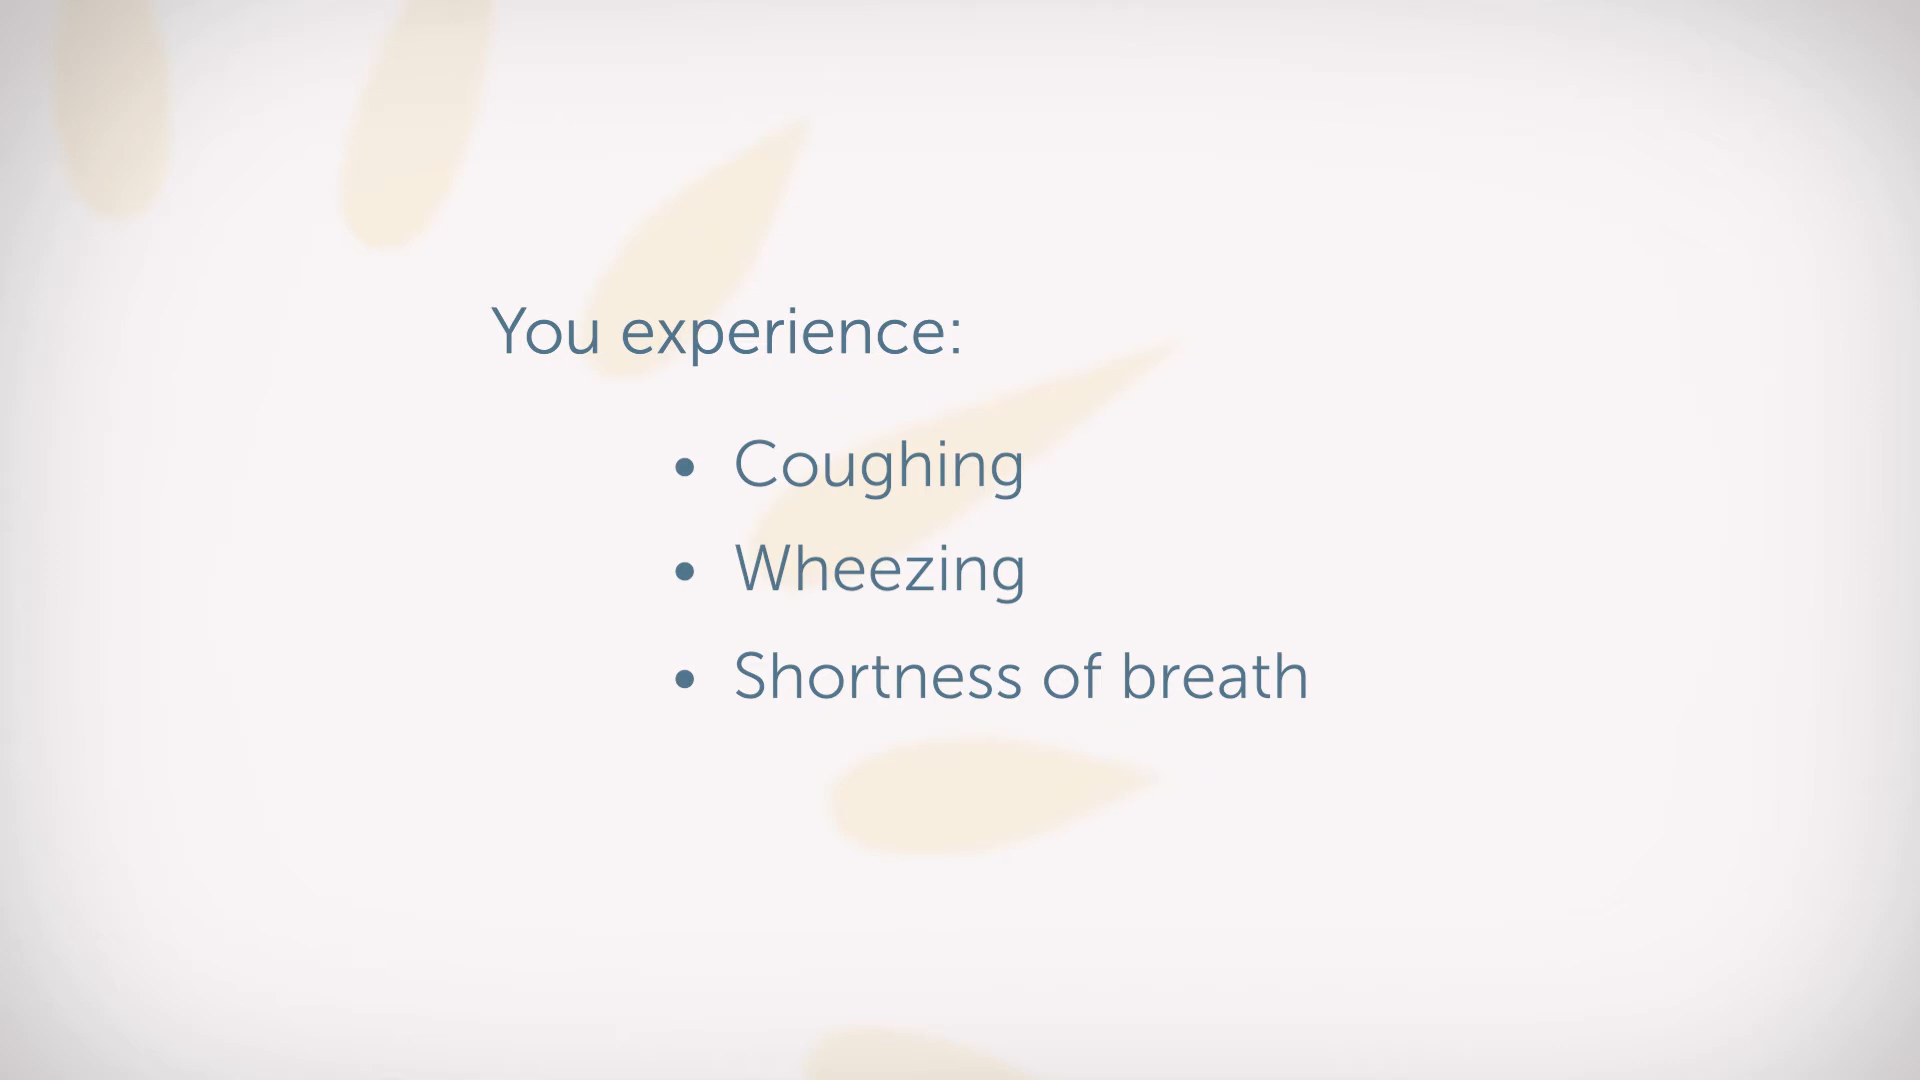 You experience:
• Coughing
• Wheezing
• Shortness of breath